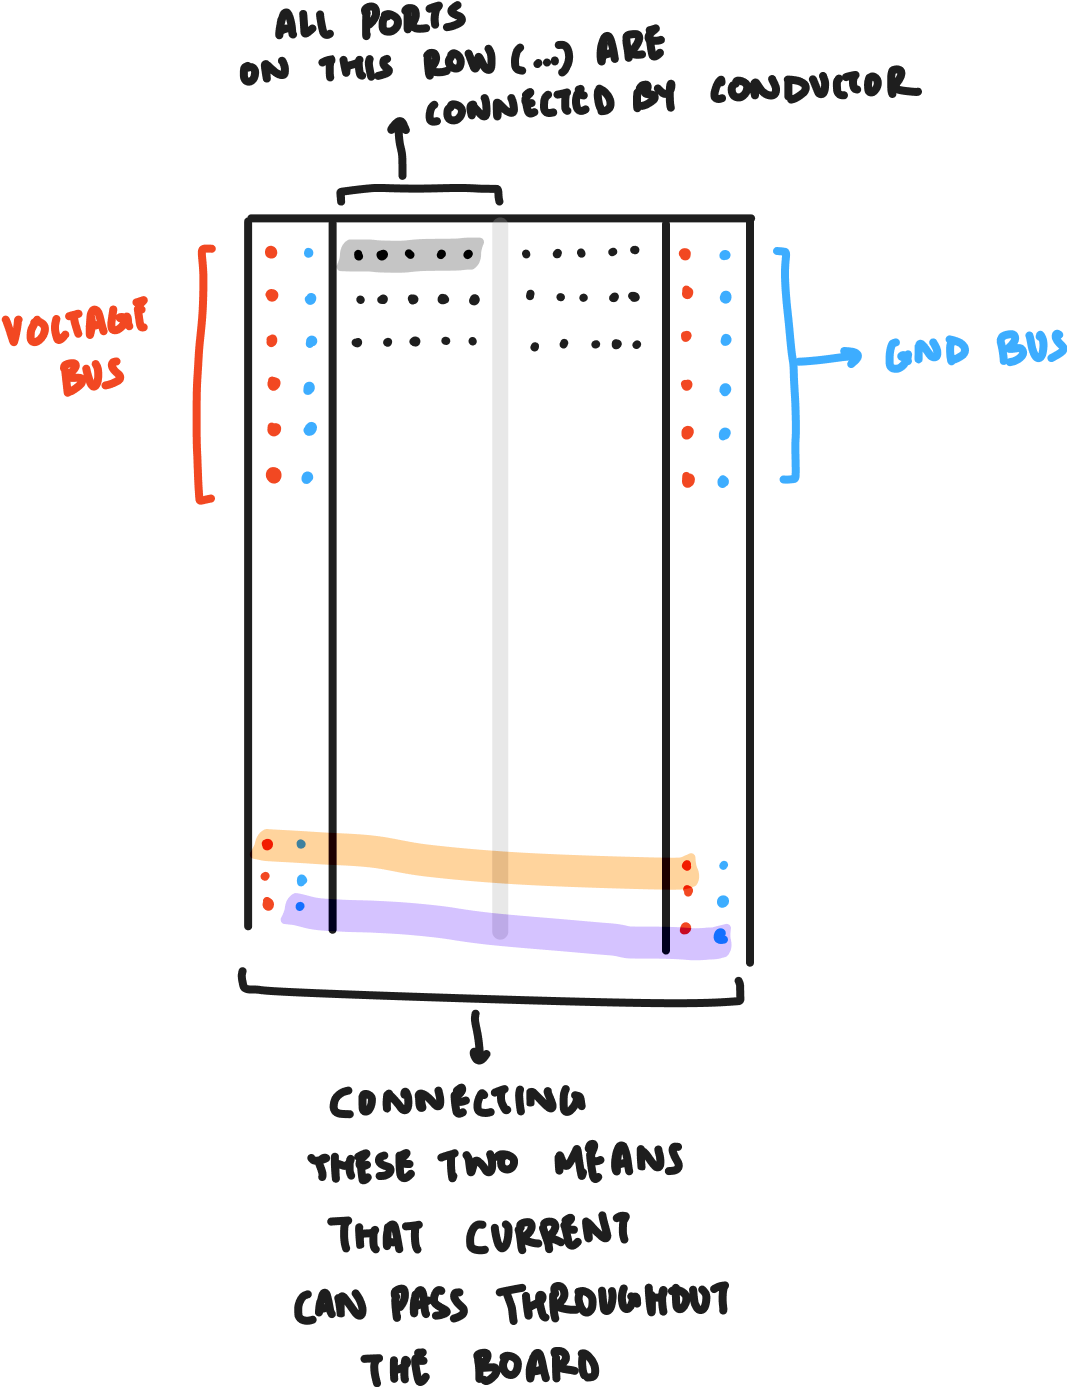 ALL PORTS
ON THIS ROW (...) ARE
CONNECTED BY CONDUCTOR
VOLTAGE
BUS
GND BUS
CONNECTING
THESE TWO MEANS
THAT CURRENT
CAN PASS THROUGHOUT
THE BOARD